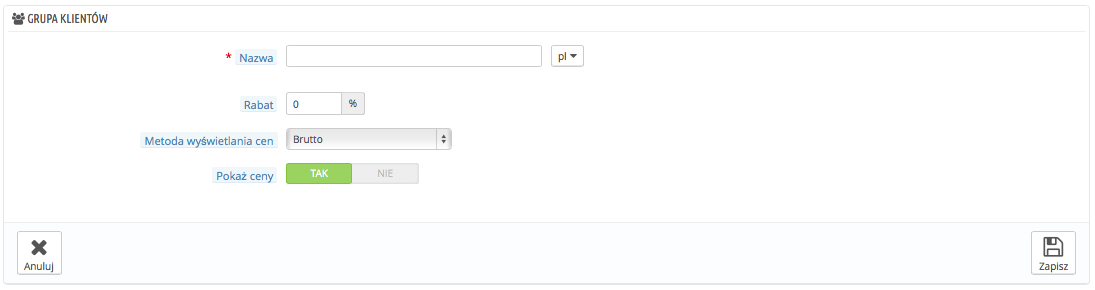 GRUPA KLIENTÓW
* Nazwa pl
Rabat 0 %
Metoda wyświetlania cen Brutto
Pokaż ceny TAK NIE
Anuluj Zapisz